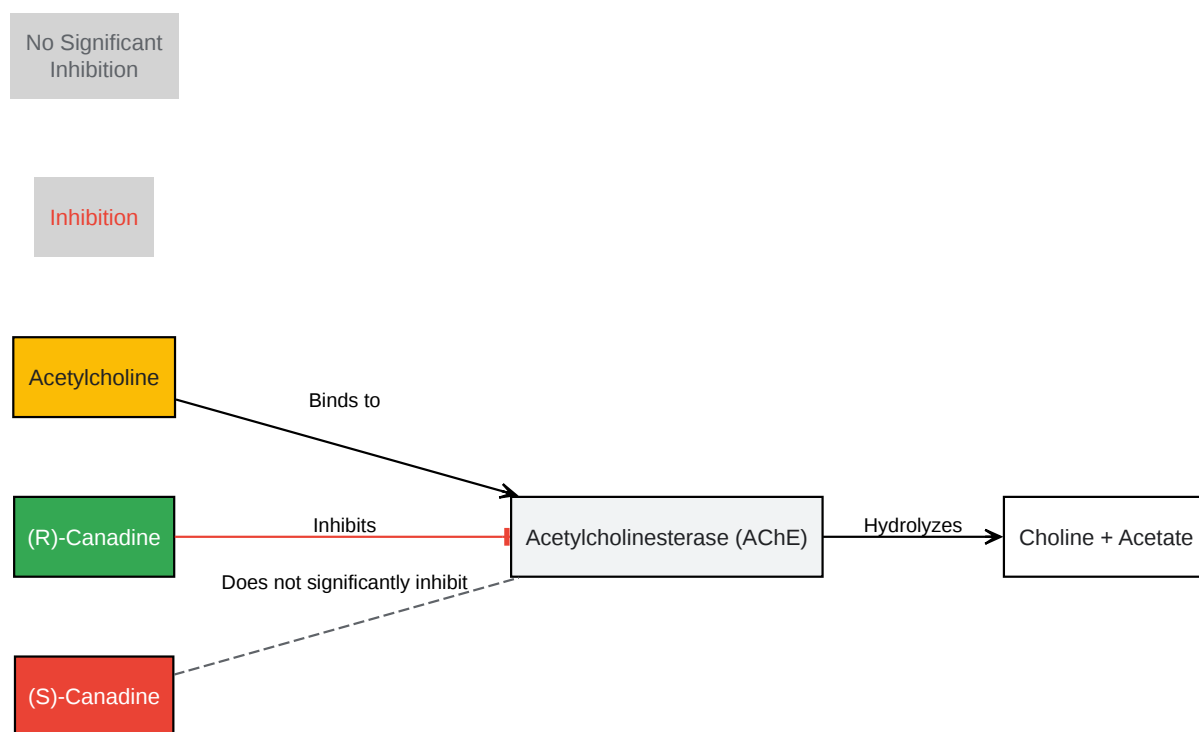 No Significant
Inhibition
Inhibition
Acetylcholine
Binds to
(R)-Canadine
Inhibits
Acetylcholinesterase (AChE)
Hydrolyzes
Choline + Acetate
Does not significantly inhibit
(S)-Canadine